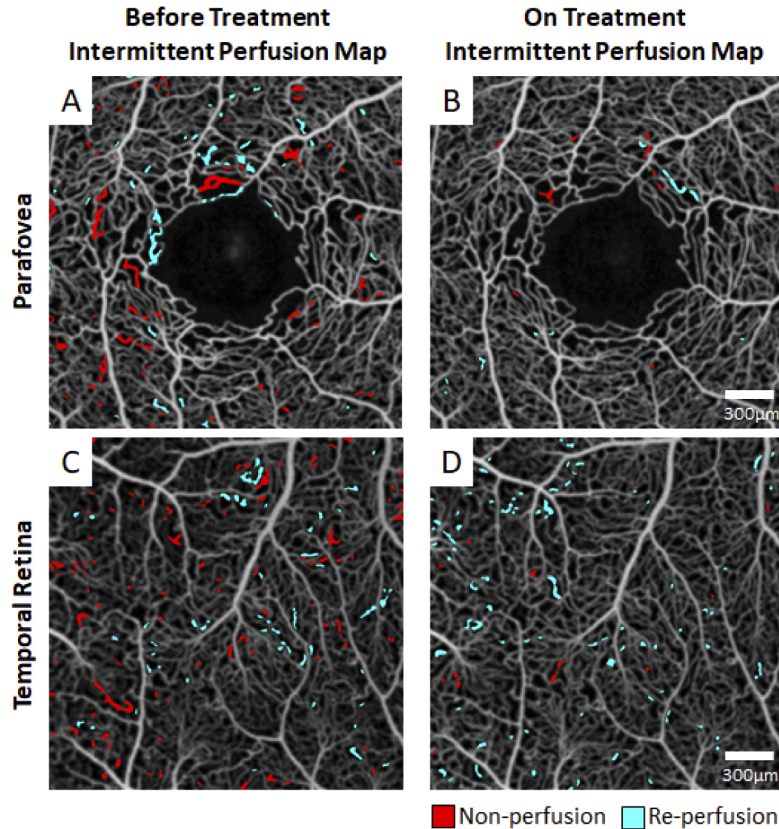 Before Treatment
Intermittent Perfusion Map
On Treatment
Intermittent Perfusion Map
Parafovea
A
B
300μm
Temporal Retina
C
D
300μm
Non-perfusion
Re-perfusion